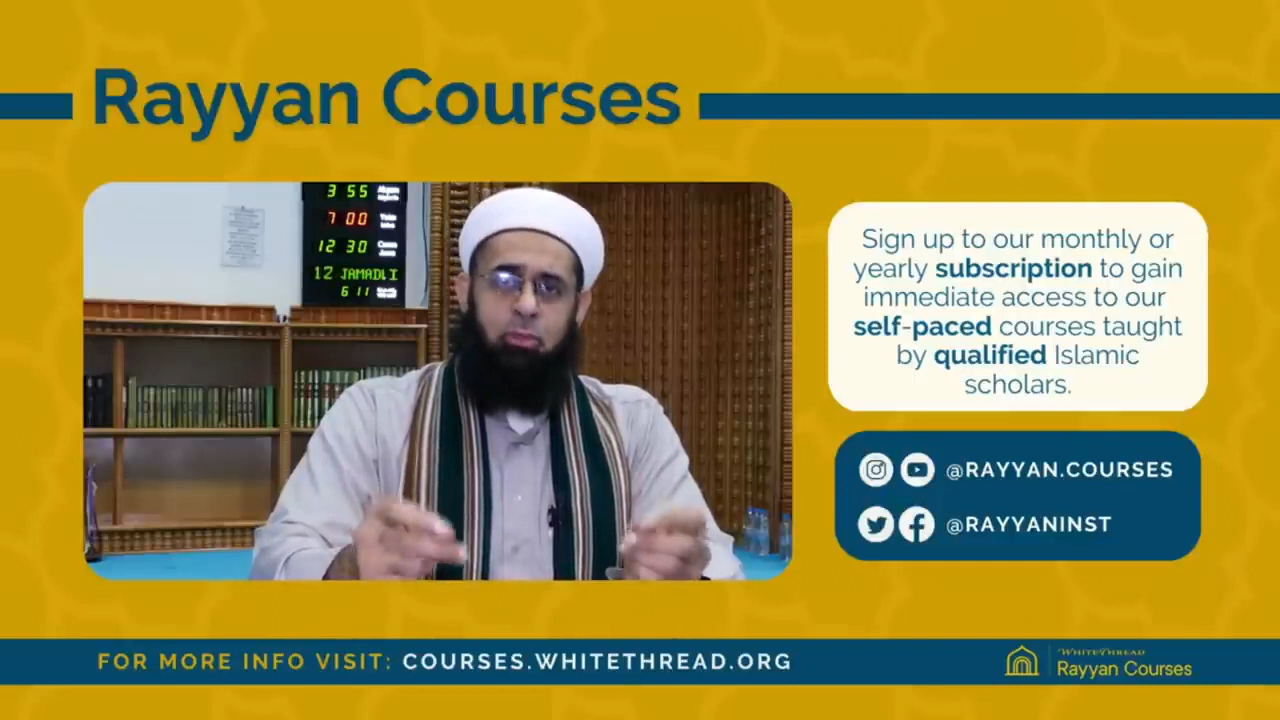 Rayyan Courses
3 55
7 00
12 30
12 JAMADI I
6 11
Sign up to our monthly or
yearly subscription to gain
immediate access to our
self-paced courses taught
by qualified Islamic
scholars.
@RAYYAN.COURSES
@RAYYANINST
FOR MORE INFO VISIT: COURSES.WHITETHREAD.ORG
WHITETHREAD
Rayyan Courses